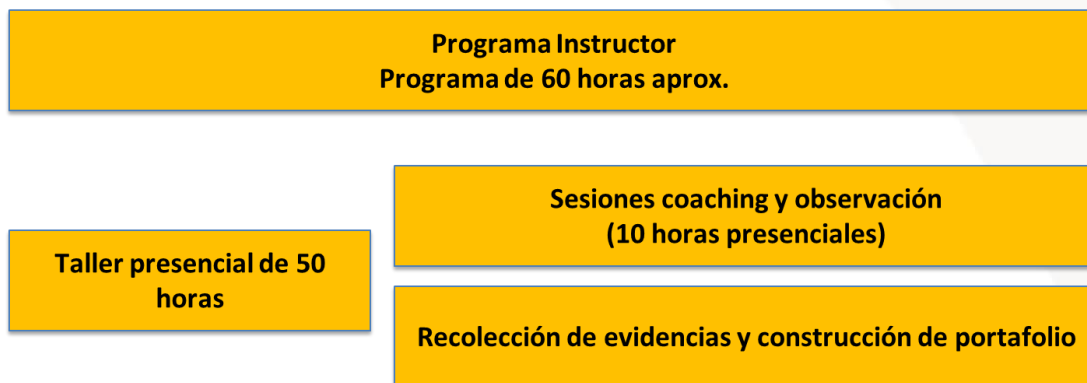 Programa Instructor
Programa de 60 horas aprox.
Sesiones coaching y observación
(10 horas presenciales)
Taller presencial de 50
horas
Recolección de evidencias y construcción de portafolio